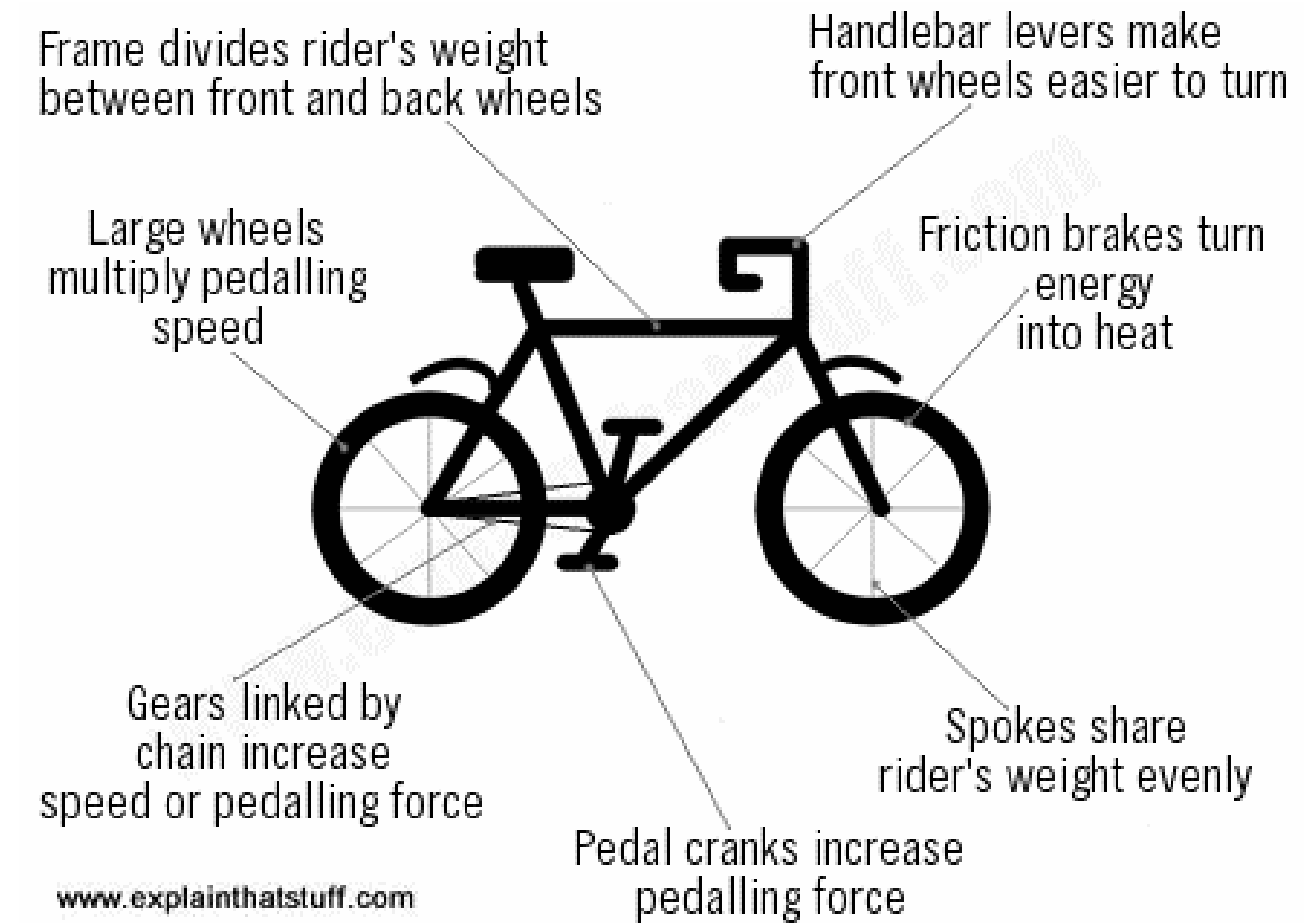 Frame divides rider's weight
between front and back wheels
Handlebar levers make
front wheels easier to turn
Large wheels
multiply pedalling
speed
Friction brakes turn
energy
into heat
Gears linked by
chain increase
speed or pedalling force
Spokes share
rider's weight evenly
Pedal cranks increase
pedalling force
www.explainthatstuff.com